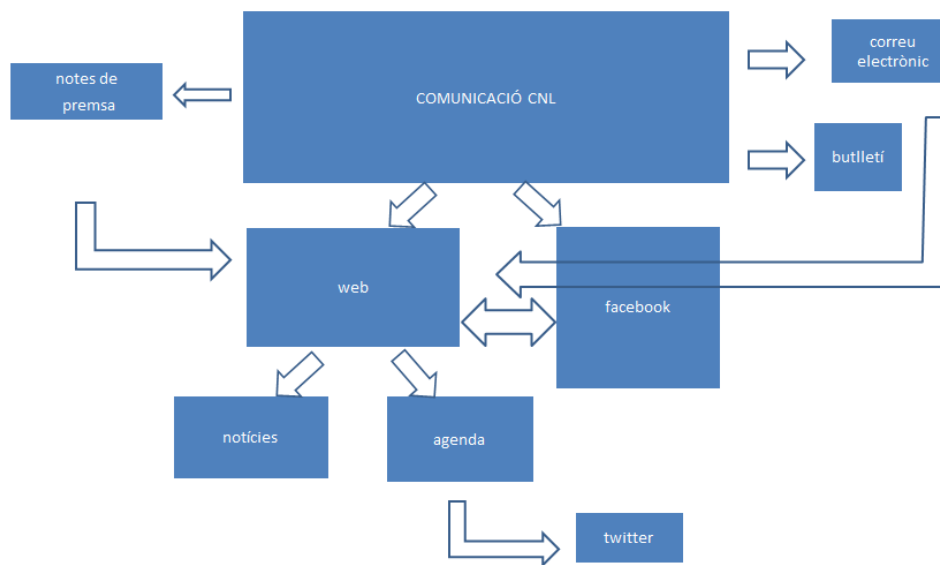 correu
electrònic
notes de
premsa
COMUNICACIÓ CNL
butlletí
web
facebook
notícies
agenda
twitter